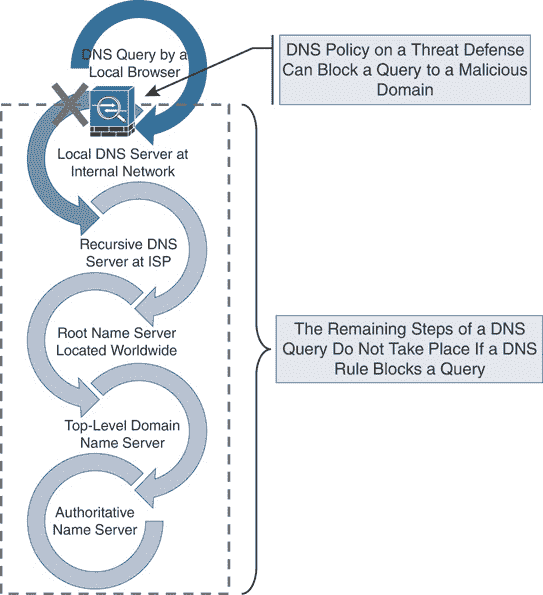 DNS Query by a
Local Browser
DNS Policy on a Threat Defense
Can Block a Query to a Malicious
Domain
Local DNS Server at
Internal Network
Recursive DNS
Server at ISP
Root Name Server
Located Worldwide
The Remaining Steps of a DNS
Query Do Not Take Place If a DNS
Rule Blocks a Query
Top-Level Domain
Name Server
Authoritative
Name Server